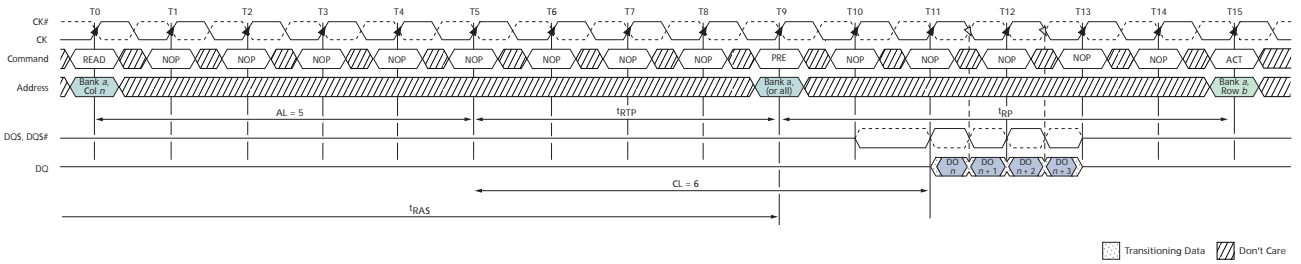 T0 T1 T2 T3 T4 T5 T6 T7 T8 T9 T10 T11 T12 T13 T14 T15
CK#
CK
Command READ NOP NOP NOP NOP NOP NOP NOP NOP PRE NOP NOP NOP NOP NOP ACT
Address Bank a, Col n Bank a, (or all) Bank a, Row b
AL = 5 tRTP tRP
DQS, DQS#
DQ DO n DO n + 1 DO n + 2 DO n + 3
CL = 6
tRAS
Transitioning Data Don't Care